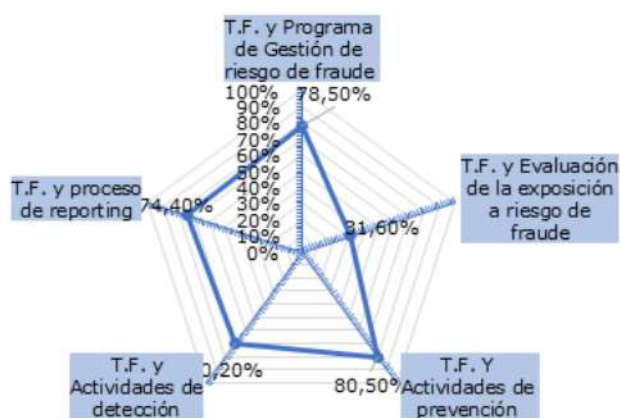 T.F. y Programa
de Gestión de
riesgo de fraude
100%
90%
80%
70%
60%
50%
40%
30%
20%
10%
0%
78,50%
T.F. y Evaluación
de la exposición
a riesgo de
fraude
31,60%
T.F. Y
Actividades de
prevención
80,50%
T.F. y
Actividades de
detección
0,20%
T.F. y proceso
de reporting
74,40%